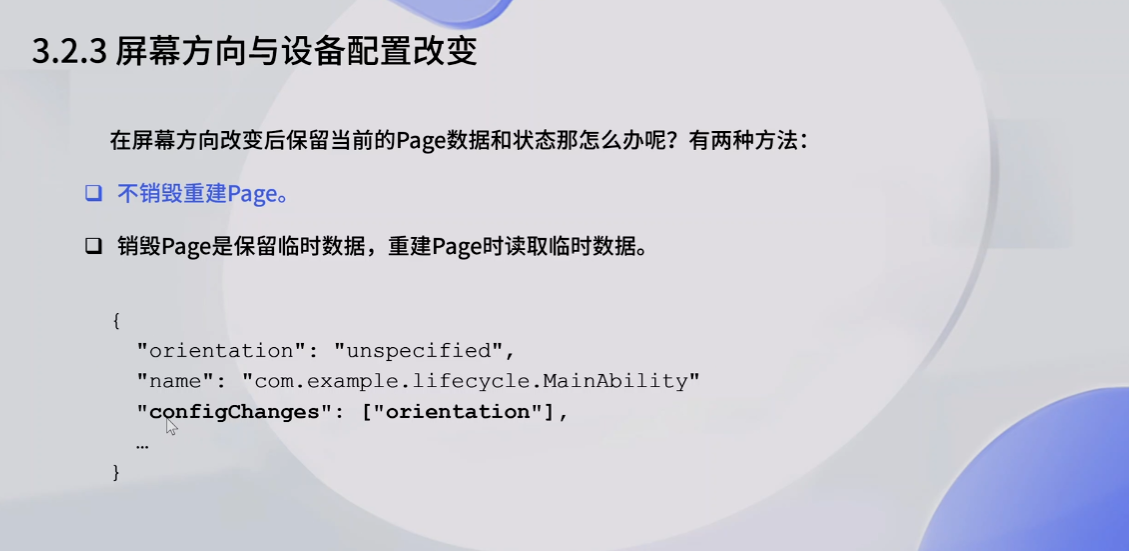 3.2.3 屏幕方向与设备配置改变
在屏幕方向改变后保留当前的Page数据和状态那怎么办呢？有两种方法：
不销毁重建Page。
销毁Page是保留临时数据，重建Page时读取临时数据。
{
"orientation": "unspecified",
"name": "com.example.lifecycle.MainAbility"
"configChanges": ["orientation"],
…
}